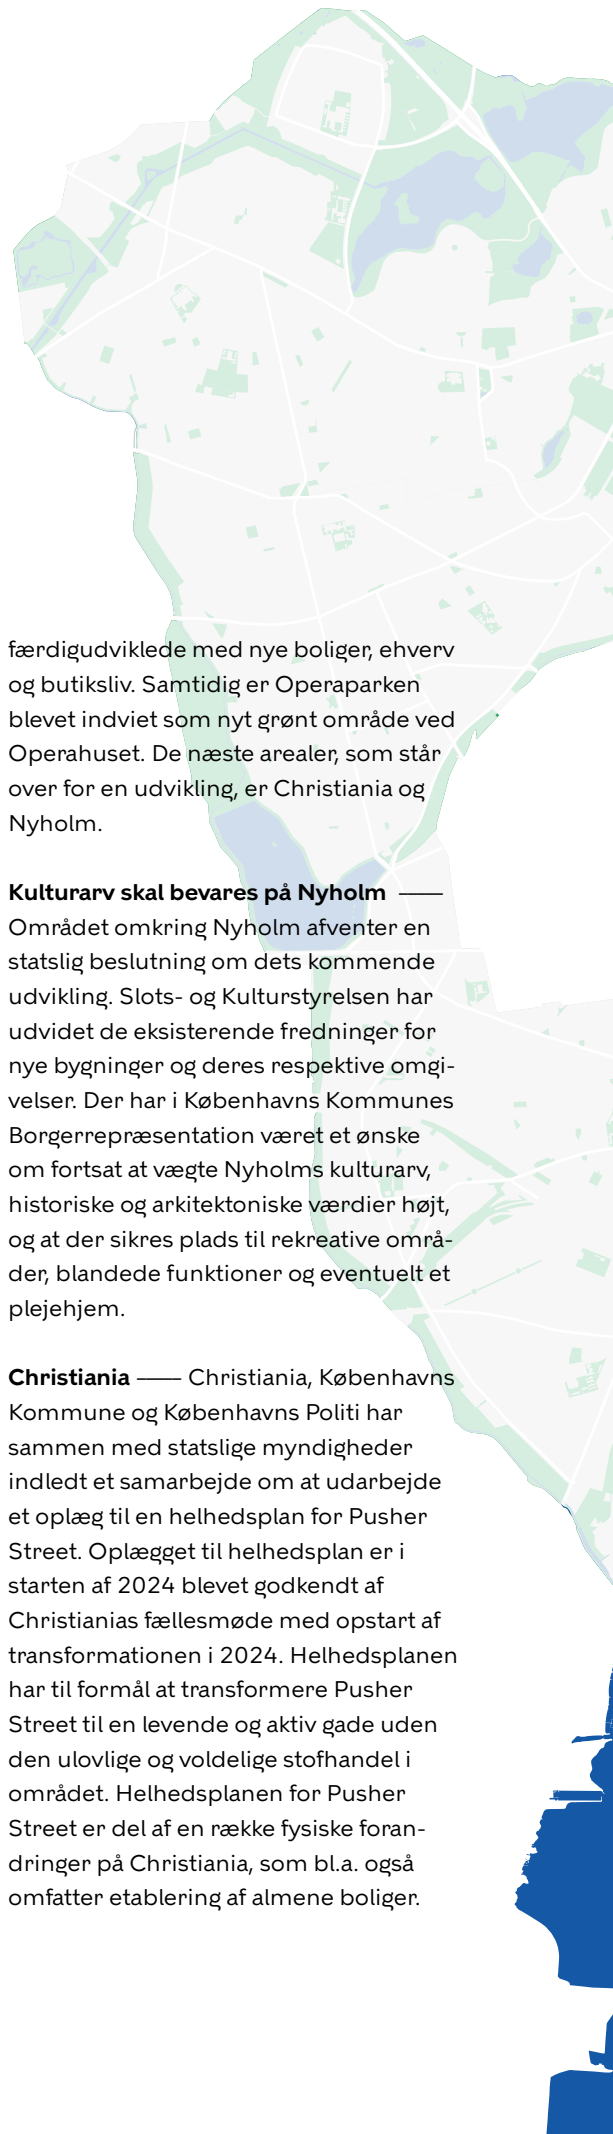 færdigudviklede med nye boliger, ehverv
og butiksliv. Samtidig er Operaparken
blevet indviet som nyt grønt område ved
Operahuset. De næste arealer, som står
over for en udvikling, er Christiania og
Nyholm.
Kulturarv skal bevares på Nyholm ——
Området omkring Nyholm afventer en
statslig beslutning om dets kommende
udvikling. Slots- og Kulturstyrelsen har
udvidet de eksisterende fredninger for
nye bygninger og deres respektive omgi-
velser. Der har i Københavns Kommunes
Borgerrepræsentation været et ønske
om fortsat at vægte Nyholms kulturarv,
historiske og arkitektoniske værdier højt,
og at der sikres plads til rekreative områ-
der, blandede funktioner og eventuelt et
plejehjem.
Christiania —— Christiania, Københavns
Kommune og Københavns Politi har
sammen med statslige myndigheder
indledt et samarbejde om at udarbejde
et oplæg til en helhedsplan for Pusher
Street. Oplægget til helhedsplan er i
starten af 2024 blevet godkendt af
Christianias fællesmøde med opstart af
transformationen i 2024. Helhedsplanen
har til formål at transformere Pusher
Street til en levende og aktiv gade uden
den ulovlige og voldelige stofhandel i
området. Helhedsplanen for Pusher
Street er del af en række fysiske foran-
dringer på Christiania, som bl.a. også
omfatter etablering af almene boliger.